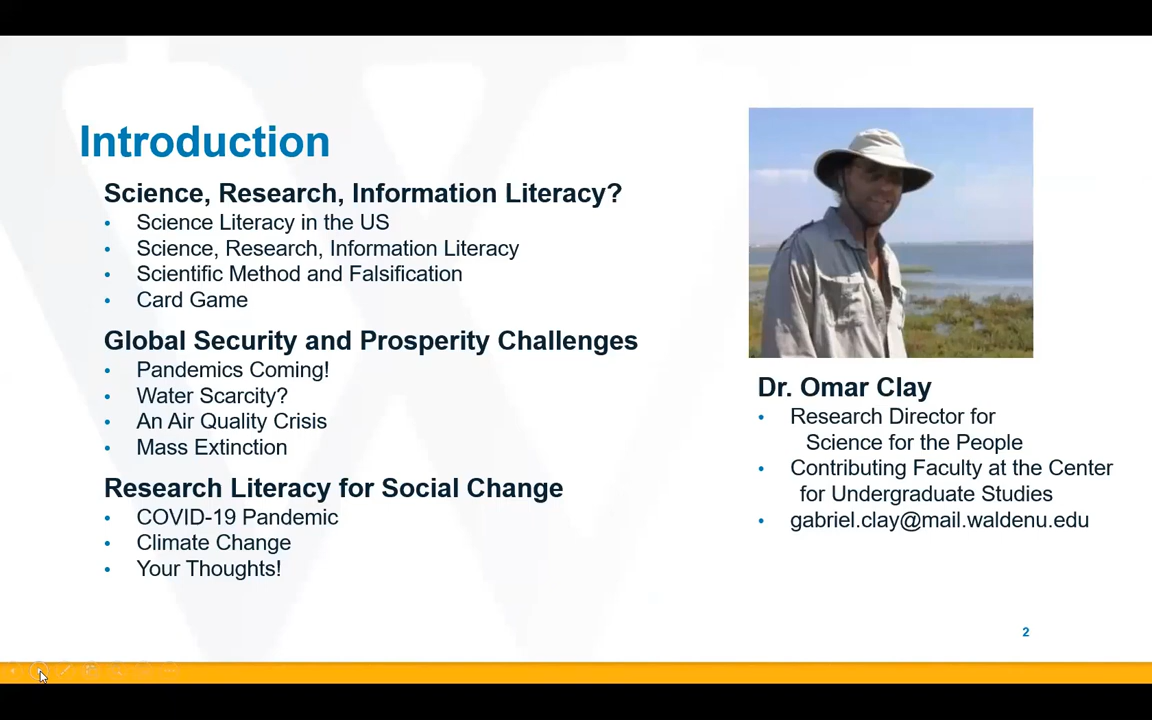 Introduction
Science, Research, Information Literacy?
• Science Literacy in the US
• Science, Research, Information Literacy
• Scientific Method and Falsification
• Card Game
Global Security and Prosperity Challenges
• Pandemics Coming!
• Water Scarcity?
• An Air Quality Crisis
• Mass Extinction
Research Literacy for Social Change
• COVID-19 Pandemic
• Climate Change
• Your Thoughts!
Dr. Omar Clay
• Research Director for
Science for the People
• Contributing Faculty at the Center
for Undergraduate Studies
• gabriel.clay@mail.waldenu.edu
2